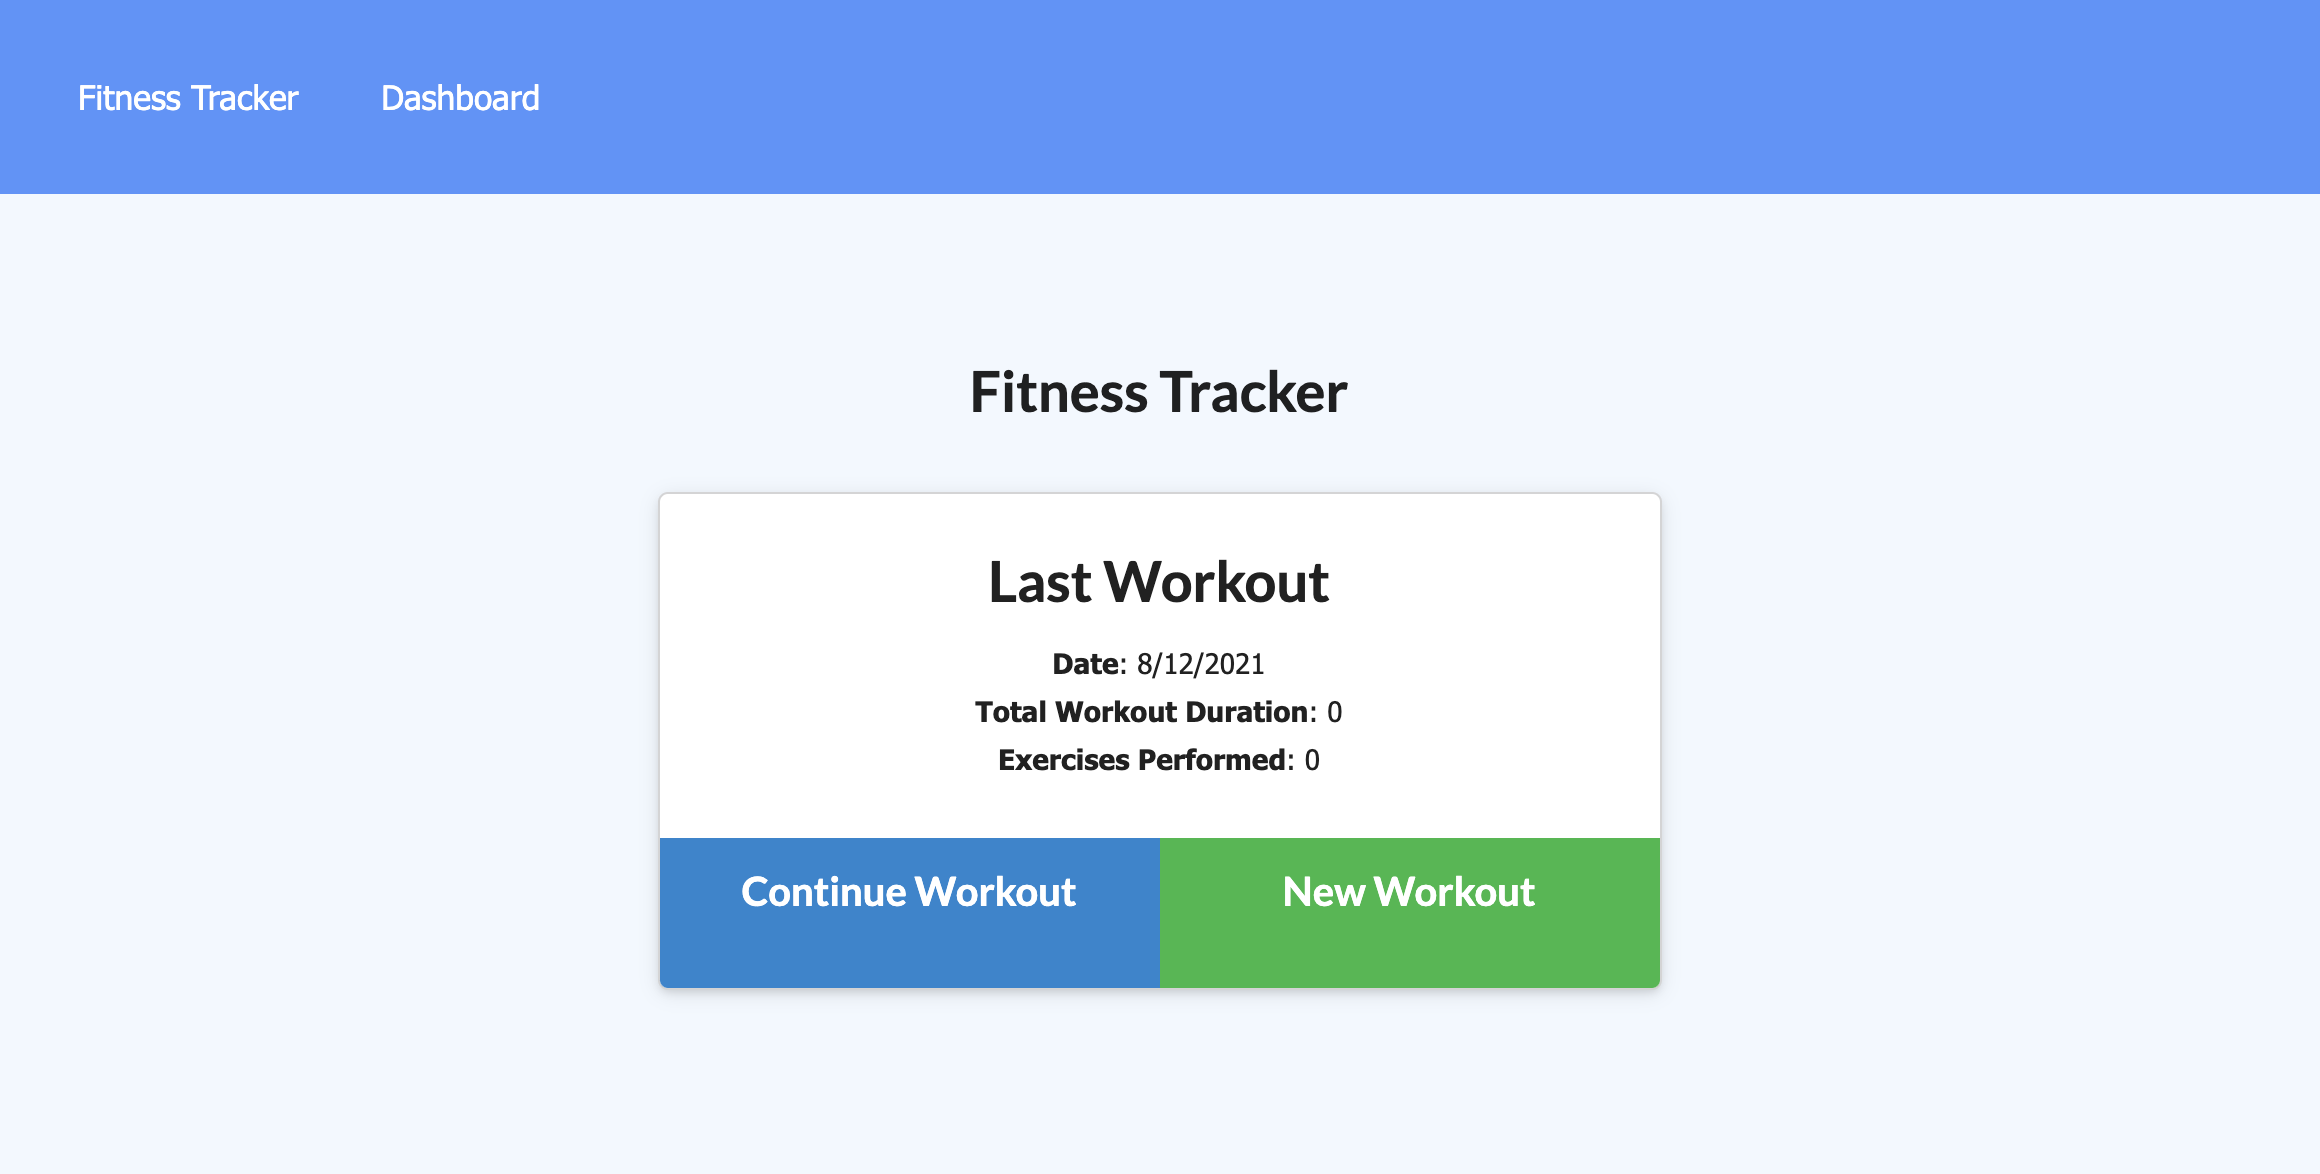 Fitness Tracker Dashboard
Fitness Tracker
Last Workout
Date: 8/12/2021
Total Workout Duration: 0
Exercises Performed: 0
Continue Workout New Workout